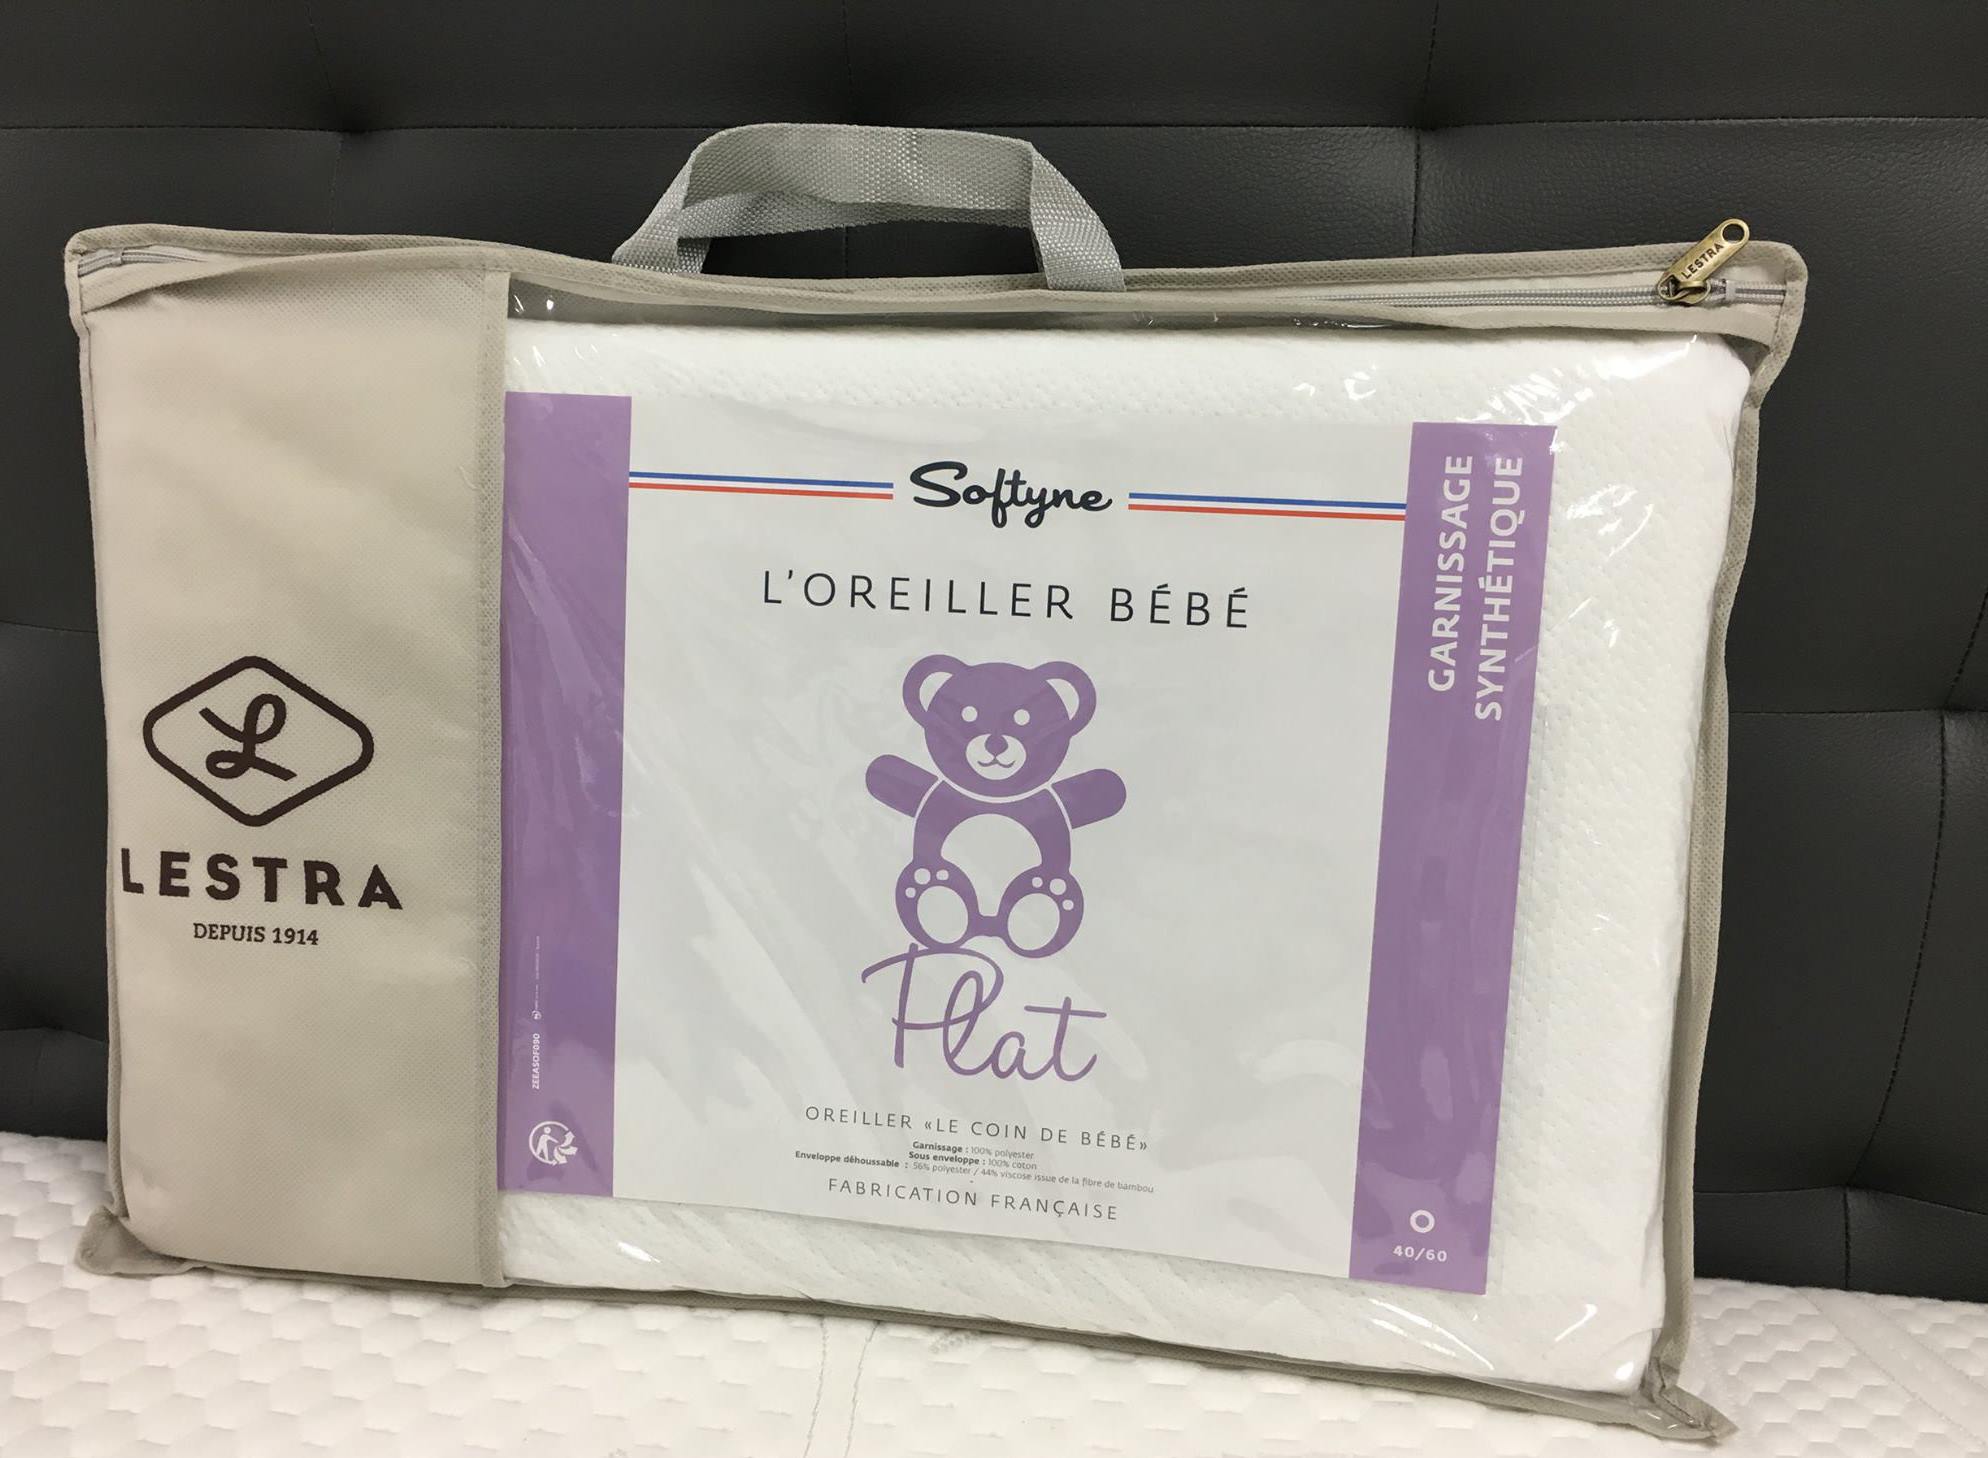 LESTRA
LESTRA
DEPUIS 1914
Softyne
L'OREILLER BÉBÉ
Plat
OREILLER «LE COIN DE BÉBÉ»
Garnissage : 100% polyester
Sous enveloppe : 100% coton
Enveloppe déhoussable : 56% polyester / 44% viscose issue de la fibre de bambou
FABRICATION FRANÇAISE
GARNISSAGE
SYNTHÉTIQUE
40/60
ZEEASOF090